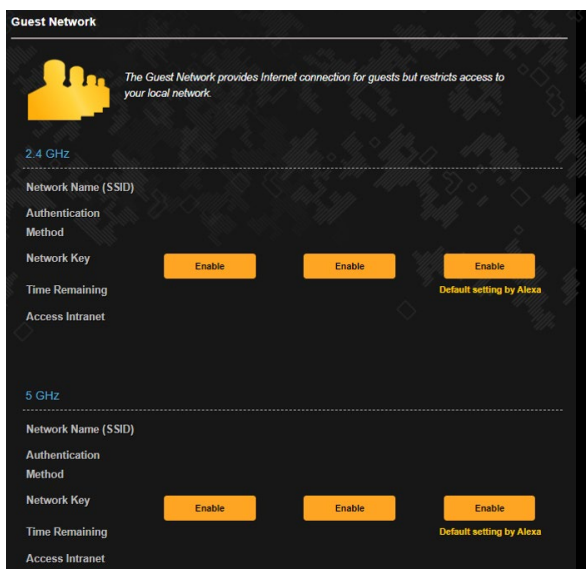 Guest Network
The Guest Network provides Internet connection for guests but restricts access to
your local network.
2.4 GHz
Network Name (SSID)
Authentication
Method
Network Key
Enable
Enable
Enable
Time Remaining
Default setting by Alexa
Access Intranet
5 GHz
Network Name (SSID)
Authentication
Method
Network Key
Enable
Enable
Enable
Time Remaining
Default setting by Alexa
Access Intranet